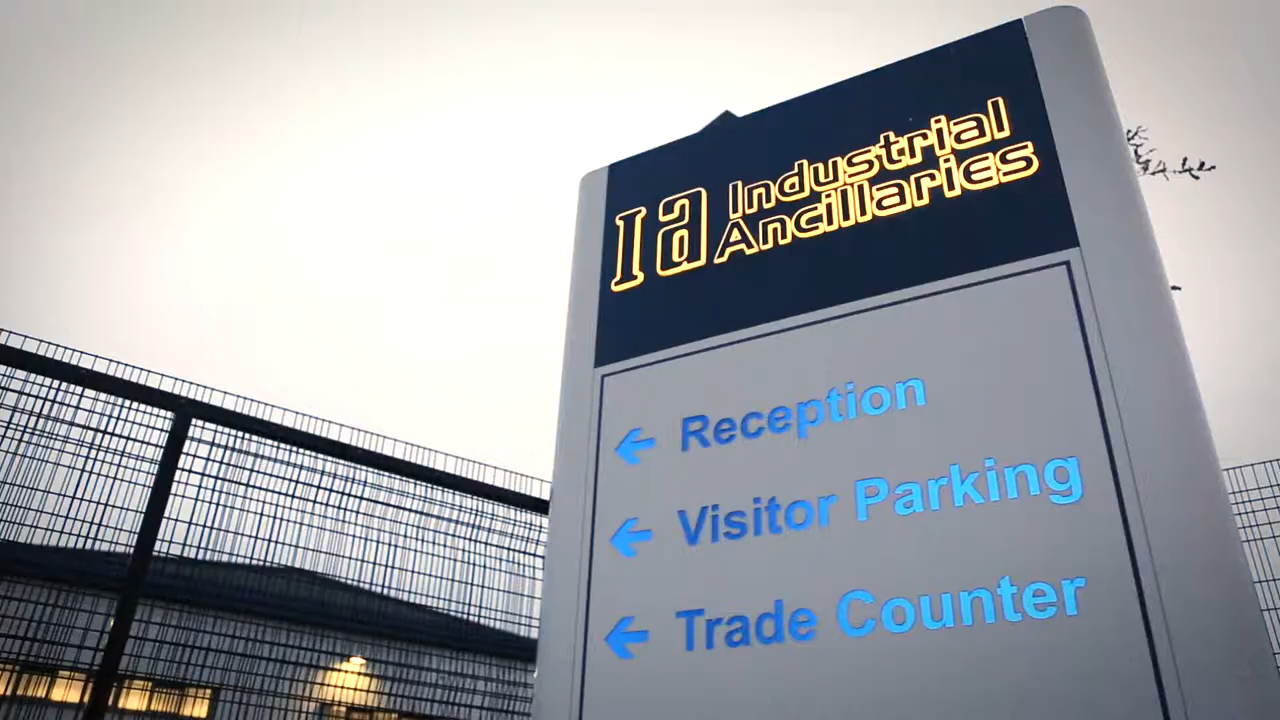 Ia Industrial
Ancillaries
← Reception
← Visitor Parking
← Trade Counter